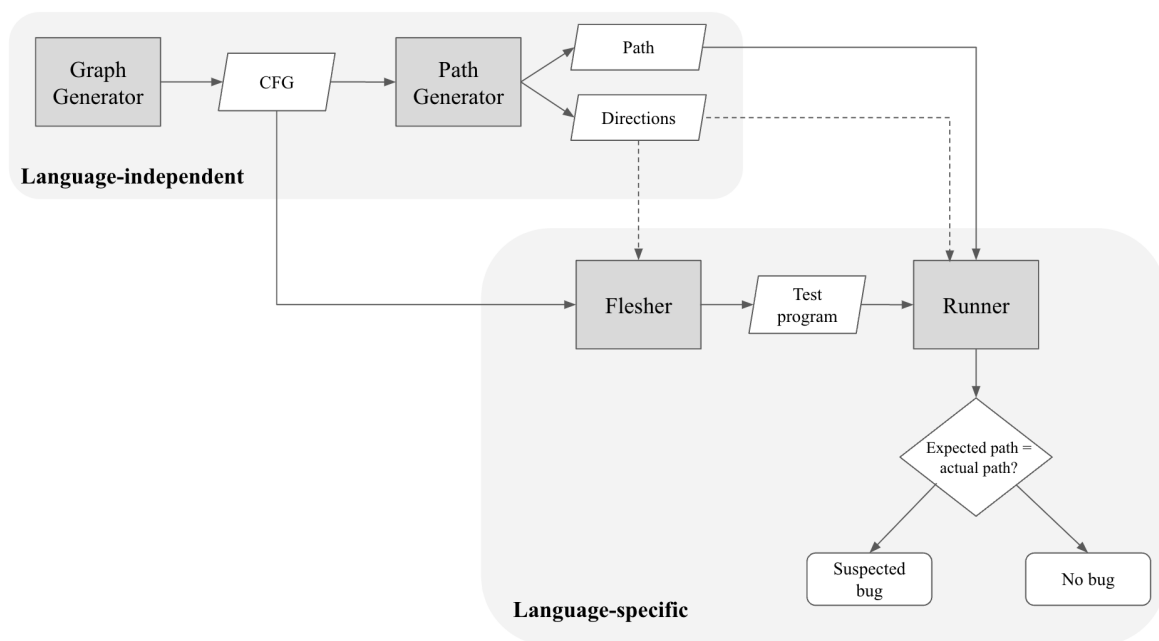 Graph
Generator
CFG
Path
Generator
Path
Directions
Language-independent
Flesher
Test
program
Runner
Expected path =
actual path?
Suspected
bug
No bug
Language-specific